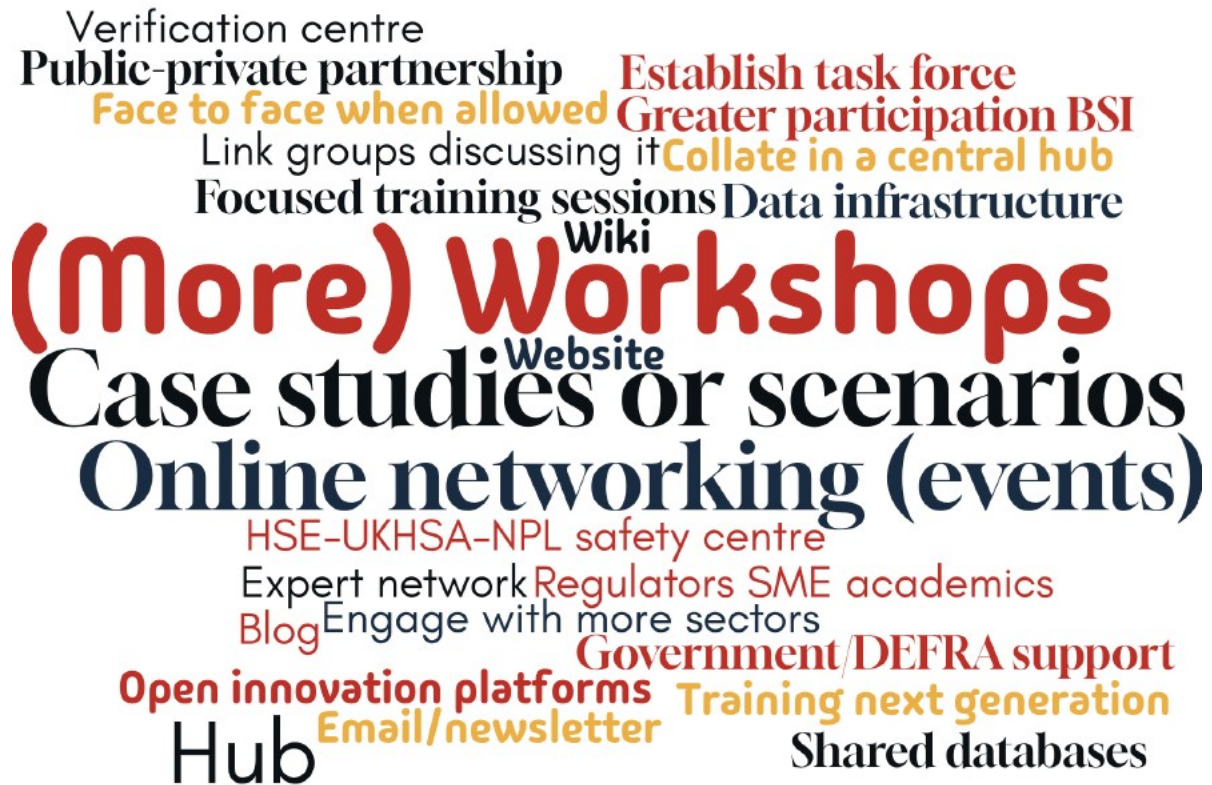 Verification centre
Public-private partnership
Establish task force
Face to face when allowed
Greater participation BSI
Link groups discussing it
Collate in a central hub
Focused training sessions
Data infrastructure
Wiki
(More) Workshops
Website
Case studies or scenarios
Online networking (events)
HSE-UKHSA-NPL safety centre
Expert network
Regulators SME academics
Blog
Engage with more sectors
Government/DEFRA support
Open innovation platforms
Training next generation
Hub
Email/newsletter
Shared databases